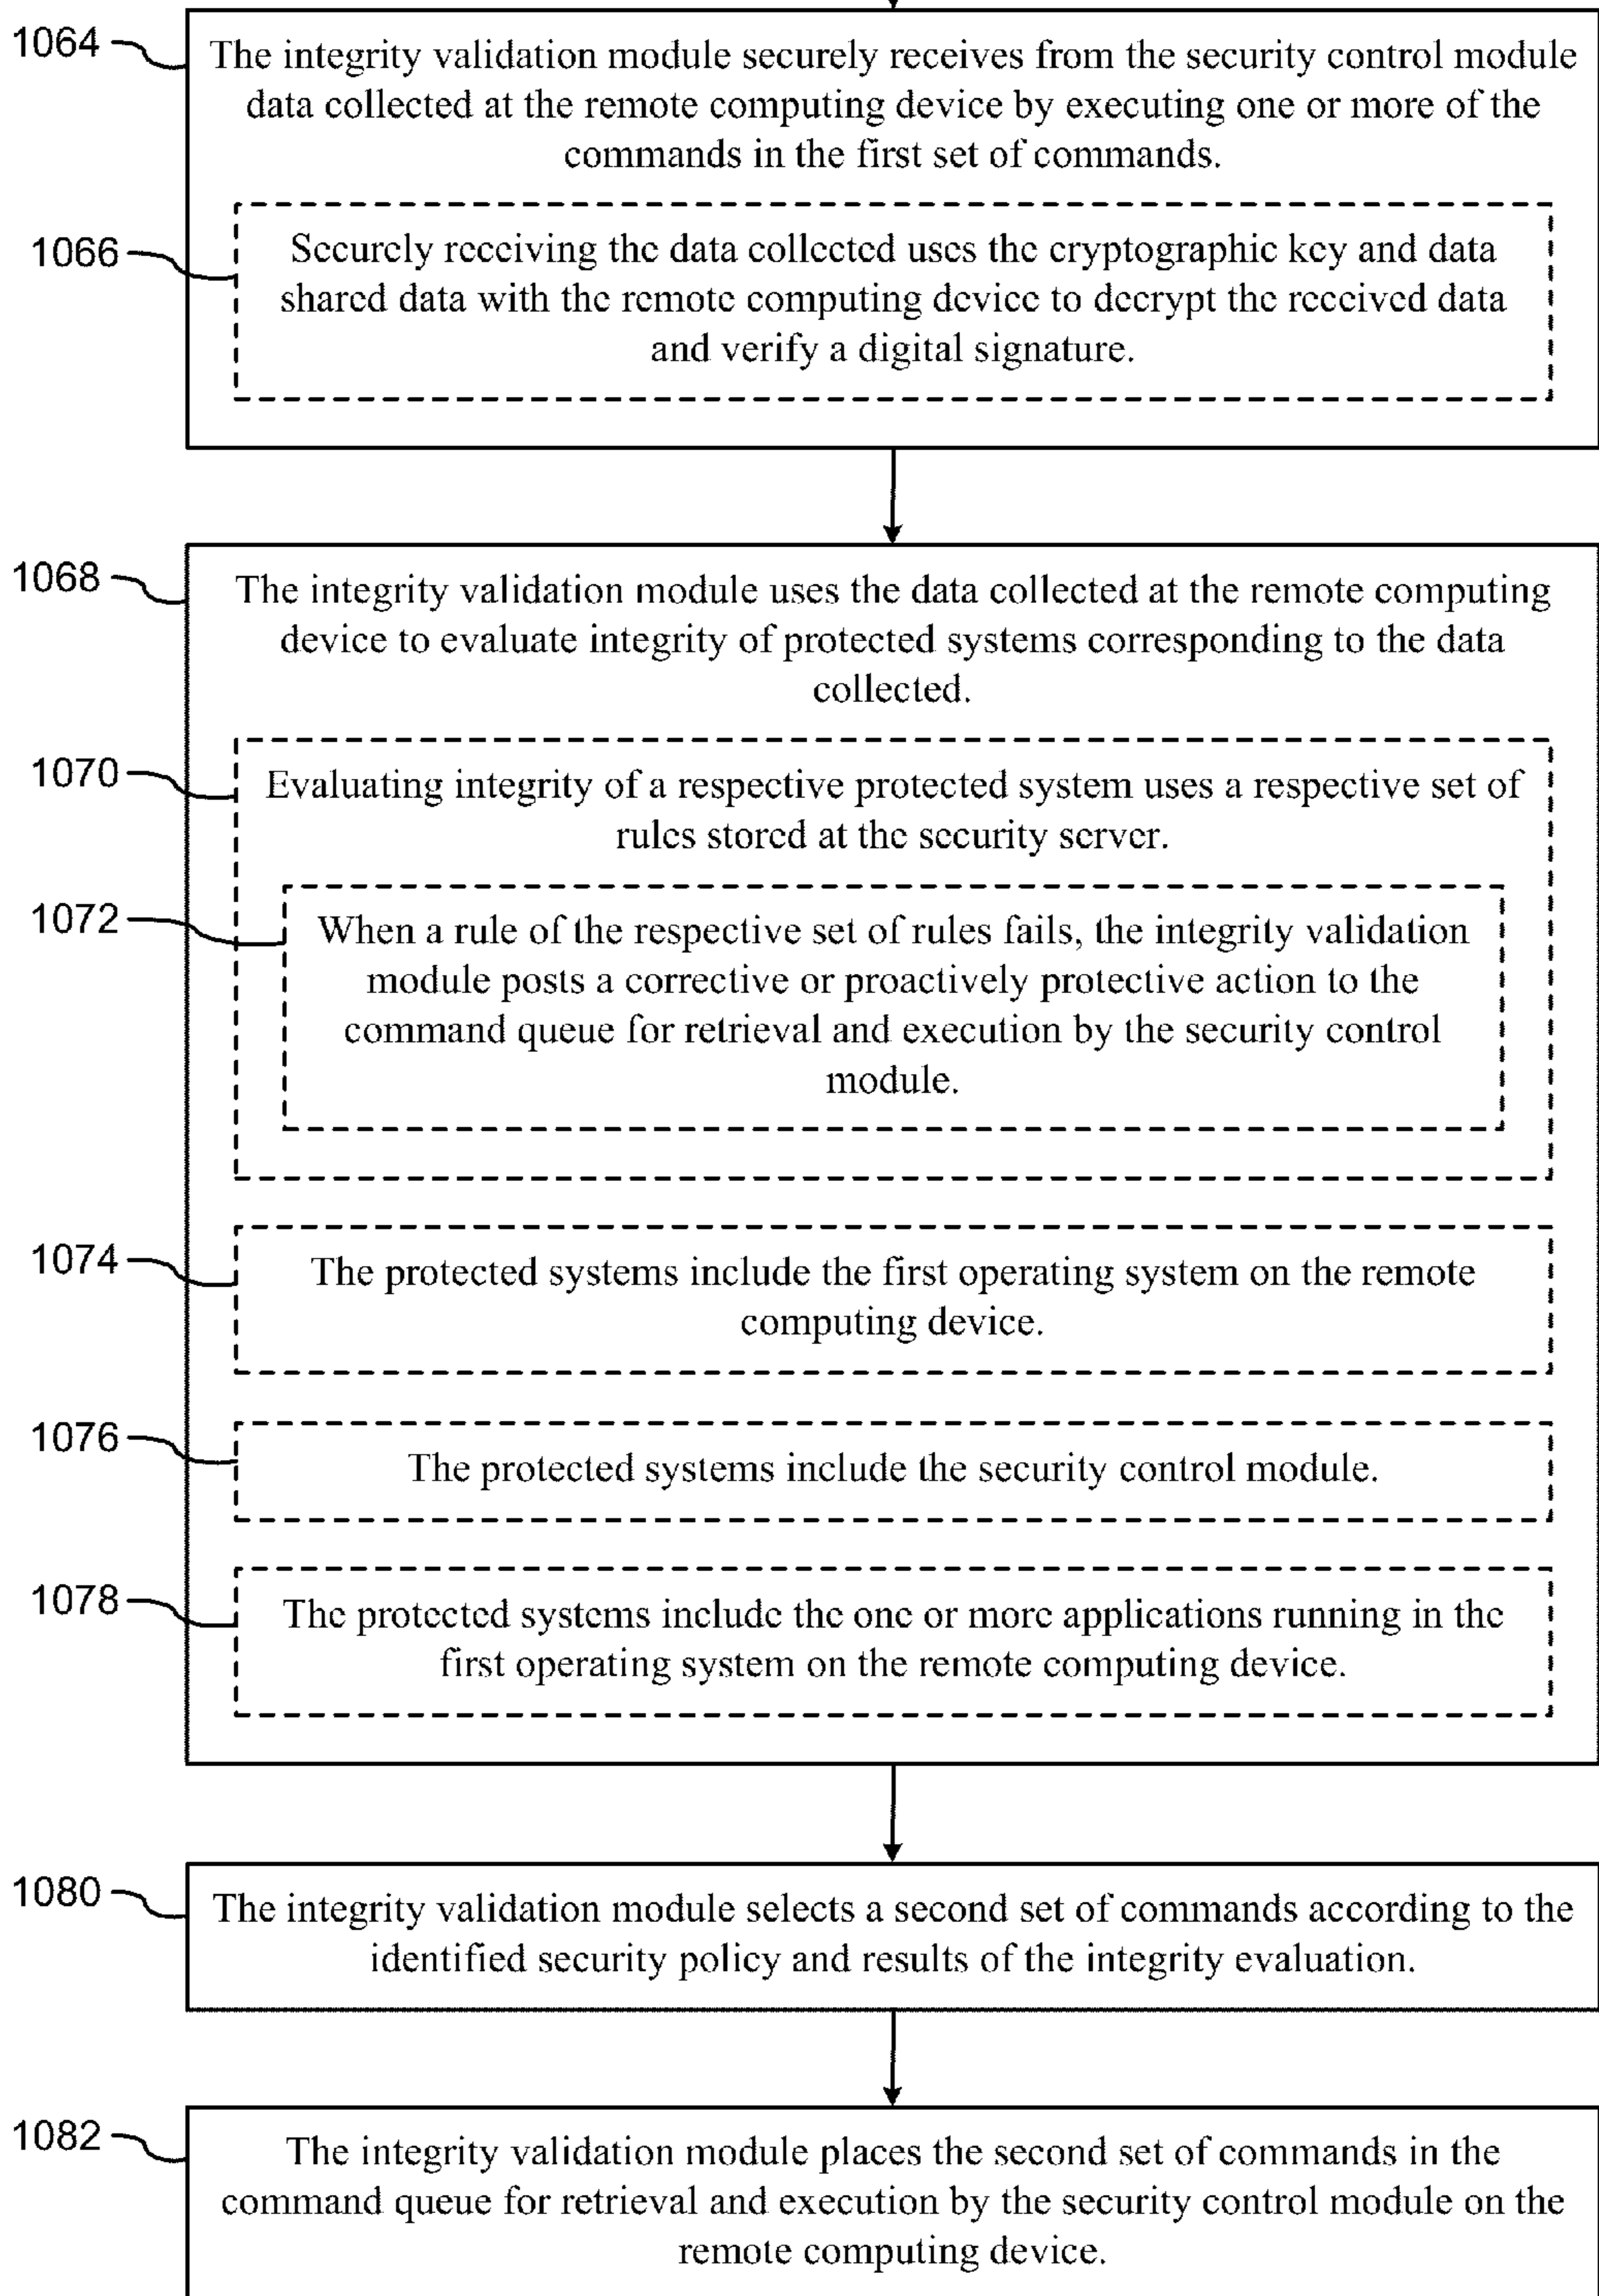 1064
The integrity validation module securely receives from the security control module
data collected at the remote computing device by executing one or more of the
commands in the first set of commands.
1066
Securely receiving the data collected uses the cryptographic key and data
shared data with the remote computing device to decrypt the received data
and verify a digital signature.
1068
The integrity validation module uses the data collected at the remote computing
device to evaluate integrity of protected systems corresponding to the data
collected.
1070
Evaluating integrity of a respective protected system uses a respective set of
rules stored at the security server.
1072
When a rule of the respective set of rules fails, the integrity validation
module posts a corrective or proactively protective action to the
command queue for retrieval and execution by the security control
module.
1074
The protected systems include the first operating system on the remote
computing device.
1076
The protected systems include the security control module.
1078
The protected systems include the one or more applications running in the
first operating system on the remote computing device.
1080
The integrity validation module selects a second set of commands according to the
identified security policy and results of the integrity evaluation.
1082
The integrity validation module places the second set of commands in the
command queue for retrieval and execution by the security control module on the
remote computing device.